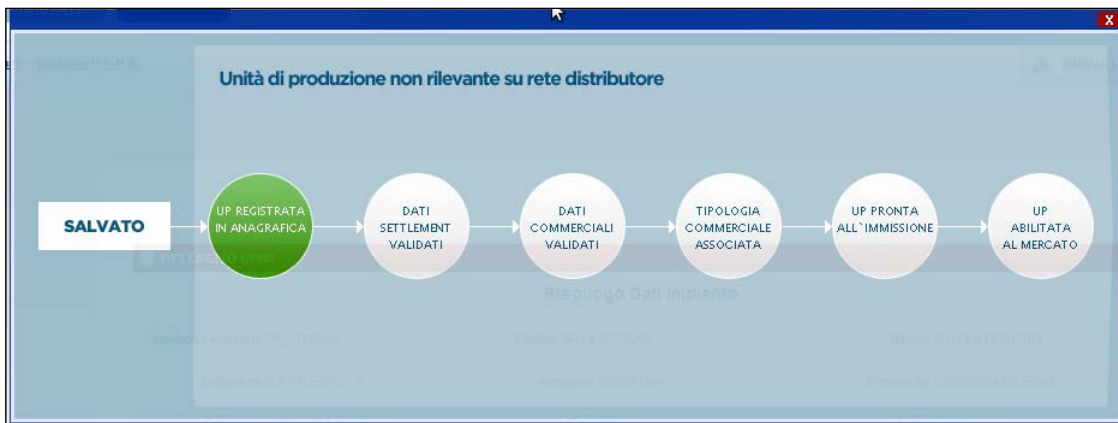 X
Unità di produzione non rilevante su rete distributore
SALVATO
UP REGISTRATA
IN ANAGRAFICA
DATI
SETTLEMENT
VALIDATI
DATI
COMMERCIALI
VALIDATI
TIPOLOGIA
COMMERCIALE
ASSOCIATA
UP PRONTA
ALL`IMMISSIONE
UP
ABILITATA
AL MERCATO
Riepilogo Dati Impianto